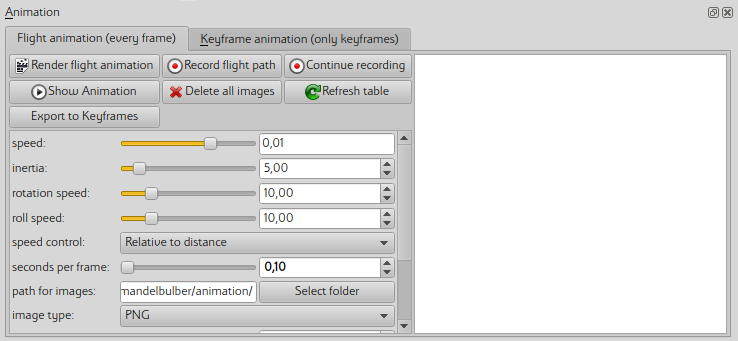 Animation
Flight animation (every frame) Keyframe animation (only keyframes)
Render flight animation Record flight path Continue recording
Show Animation Delete all images Refresh table
Export to Keyframes
speed: 0,01
inertia: 5,00
rotation speed: 10,00
roll speed: 10,00
speed control: Relative to distance
seconds per frame: 0,10
path for images: mandelbulber/animation/ Select folder
image type: PNG